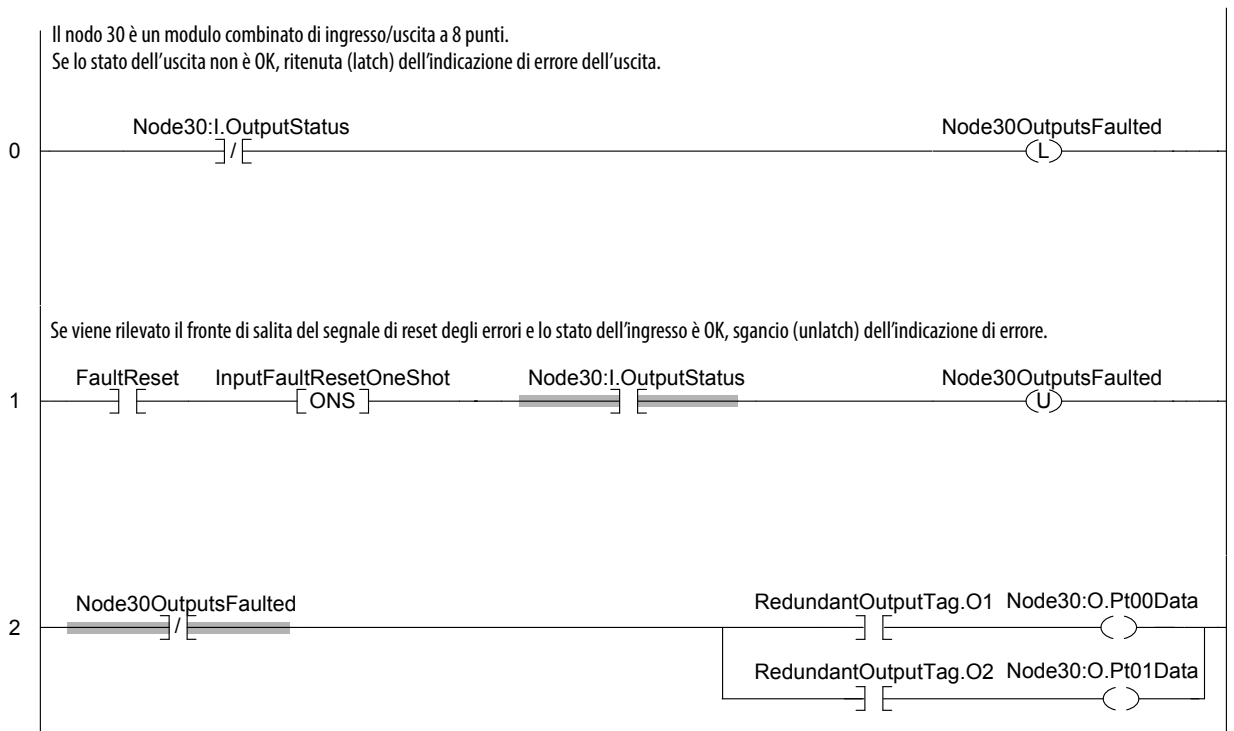 Il nodo 30 è un modulo combinato di ingresso/uscita a 8 punti.
Se lo stato dell'uscita non è OK, ritenuta (latch) dell'indicazione di errore dell'uscita.
Node30:I.OutputStatus Node30OutputsFaulted
0 / L
Se viene rilevato il fronte di salita del segnale di reset degli errori e lo stato dell'ingresso è OK, sgancio (unlatch) dell'indicazione di errore.
FaultReset InputFaultResetOneShot Node30:I.OutputStatus Node30OutputsFaulted
1 ONS U
Node30OutputsFaulted RedundantOutputTag.O1 Node30:O.Pt00Data
2 /
RedundantOutputTag.O2 Node30:O.Pt01Data